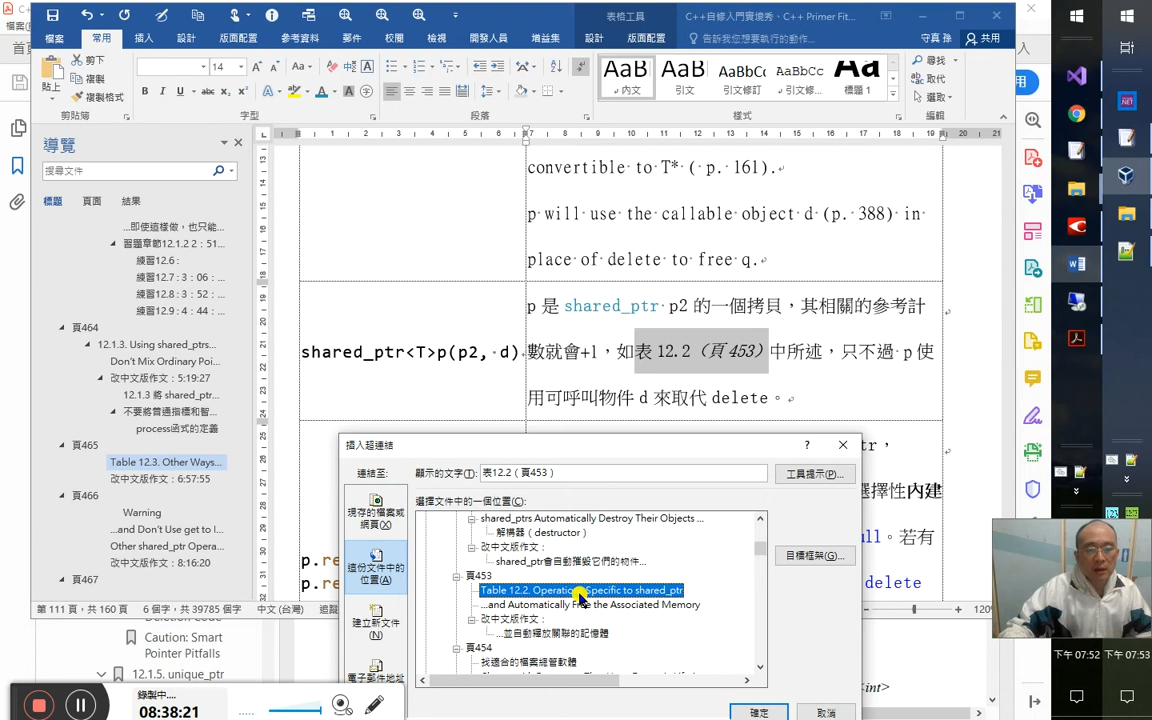 表格工具
C++自修入門實境秀、C++ Primer Fit...
檔案
常用
插入
設計
版面配置
參考資料
郵件
校閱
檢視
開發人員
增益集
設計
版面配置
告訴我您想要執行的動作...
守真 孫
共用
貼上
剪下
複製
複製格式
14
剪貼簿
字型
段落
樣式
編輯
AaB
AaB
AaBbC
AaBbCc
AaB
內文
引文
引文修訂
引文修...
標題 1
尋找
取代
選取
導覽
搜尋文件
標題
頁面
結果
...即使這樣做，也只能...
習題章節12.1.2 2：51...
練習12.6 :
練習12.7 : 3：06：...
練習12.8 : 3：52：...
練習12.9 : 4：44：...
頁464
12.1.3. Using shared_ptrs...
Don't Mix Ordinary Poi...
改中文版作文：5:19:27
12.1.3 將 shared_ptr...
不要將普通指標和智...
process函式的定義
頁465
Table 12.3. Other Ways...
改中文版作文：6:57:55
頁466
Warning
...and Don't Use get to I...
Other shared_ptr Opera...
改中文版作文：8:16:20
頁467
convertible to T* ( p. 161).
p will use the callable object d (p. 388) in
place of delete to free q.
shared_ptr<T>p(p2, d)
p 是 shared_ptr p2 的一個拷貝，其相關的參考計
數就會+1，如表 12.2（頁 453）中所述，只不過 p 使
用可呼叫物件 d 來取代 delete。
選擇性內建
若有
delete
p.re
p.re
插入超連結
連結至:
顯示的文字(T):
表12.2（頁453）
工具提示(P)...
選擇文件中的一個位置(C):
現存的檔案或網頁(X)
這份文件中的位置(A)
建立新文件(N)
電子郵件地址
shared_ptrs Automatically Destroy Their Objects ...
解構器（destructor）
改中文版作文：
shared_ptr會自動摧毀它們的物件...
頁453
Table 12.2. Operations Specific to shared_ptr
...and Automatically Free the Associated Memory
改中文版作文：
...並自動釋放關聯的記憶體
頁454
找適合的檔案總管軟體
目標框架(G)...
確定
取消
第 111 頁，共 160 頁
6 個字，共 39785 個字
中文 (台灣)
120%
Caution: Smart
Pointer Pitfalls
12.1.5. unique_ptr
<int>
錄製中....
08:38:21
下午 07:52
下午 07:53